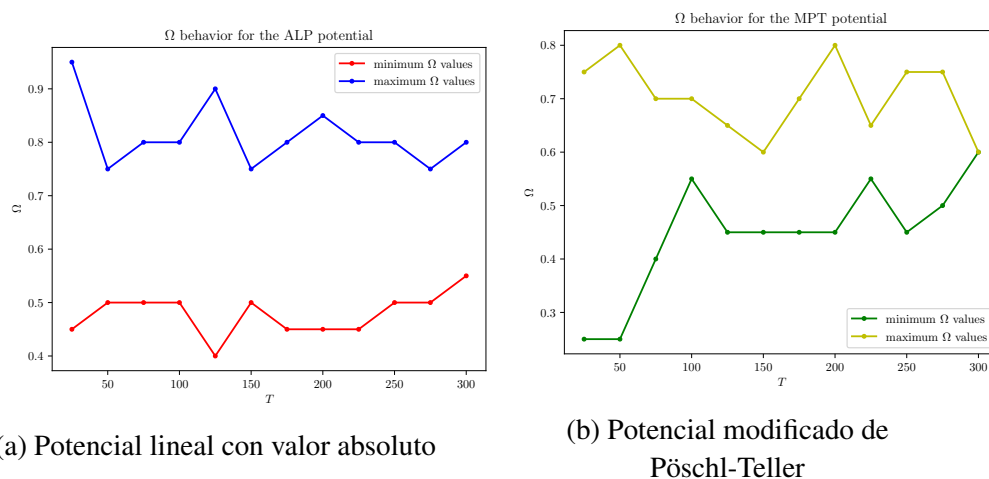 Ω behavior for the ALP potential
minimum Ω values
maximum Ω values
0.9
0.8
0.7
0.6
0.5
0.4
Ω
50 100 150 200 250 300
T
(a) Potencial lineal con valor absoluto
Ω behavior for the MPT potential
0.8
0.7
0.6
0.5
0.4
0.3
Ω
minimum Ω values
maximum Ω values
50 100 150 200 250 300
T
(b) Potencial modificado de
Pöschl-Teller